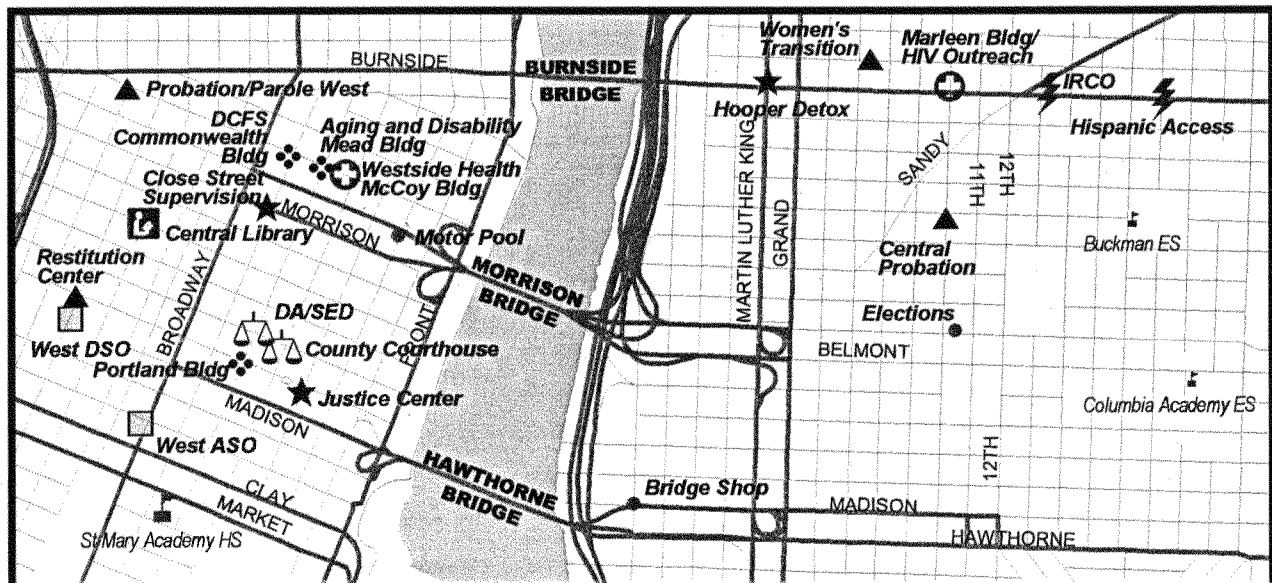 Women's
Transition
Marleen Bldg/
HIV Outreach
BURNSIDE
BURNSIDE
BRIDGE
IRCO
Probation/Parole West
Hooper Detox
Hispanic Access
DCFS
Commonwealth
Bldg
Aging and Disability
Mead Bldg
Westside Health
McCoy Bldg
SANDY
11TH
12TH
Close Street
Supervision
MORRISON
Central Library
Motor Pool
MARTIN LUTHER KING
GRAND
Buckman ES
Restitution
Center
BROADWAY
MORRISON
BRIDGE
Central
Probation
DA/SED
FRONT
Elections
West DSO
County Courthouse
BELMONT
Portland Bldg
Justice Center
Columbia Academy ES
MADISON
West ASO
HAWTHORNE
BRIDGE
12TH
CLAY
MARKET
Bridge Shop
MADISON
St Mary Academy HS
HAWTHORNE